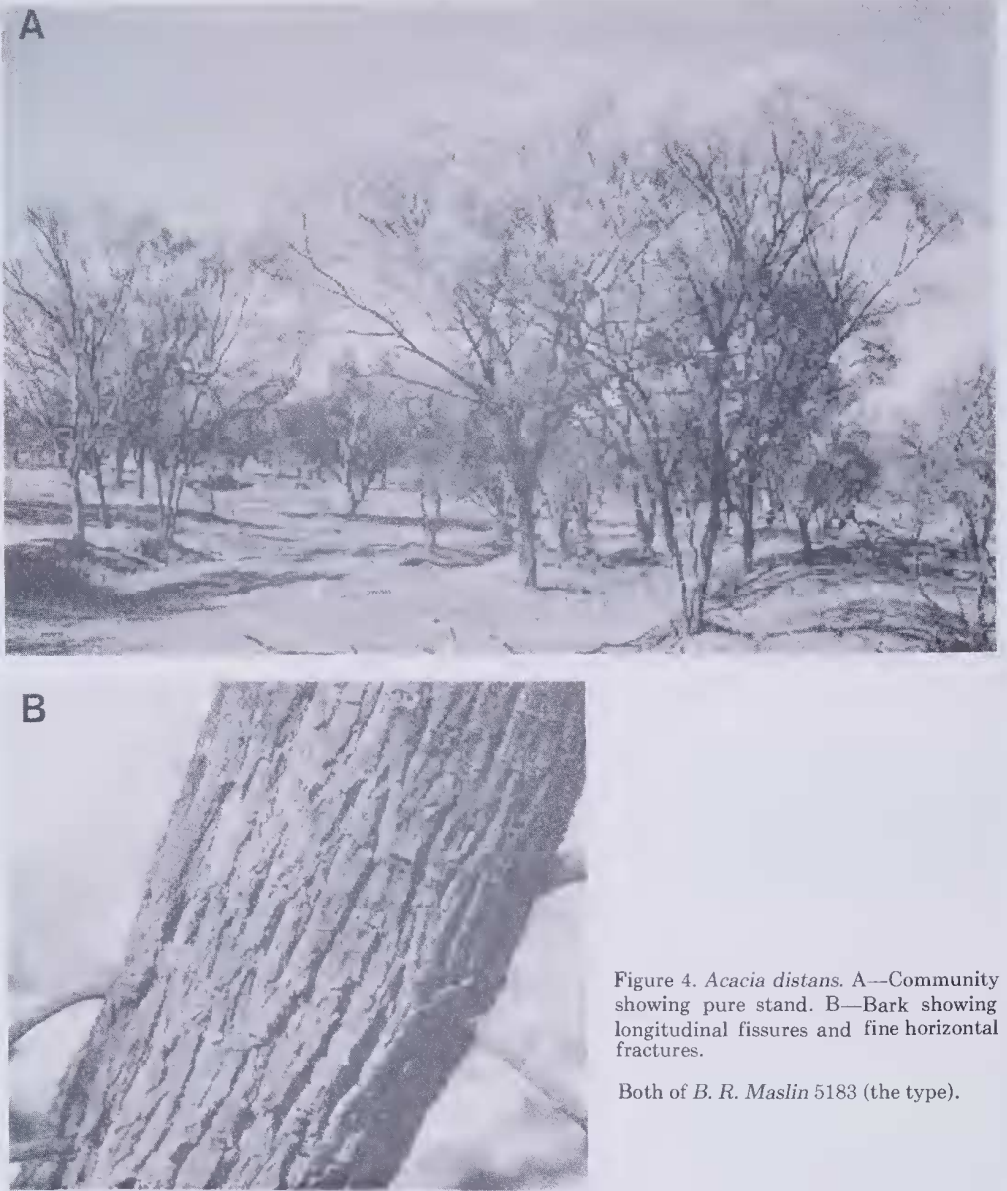 A
B
Figure 4. Acacia distans. A—Community
showing pure stand. B—Bark showing
longitudinal fissures and fine horizontal
fractures.
Both of B. R. Maslin 5183 (the type).